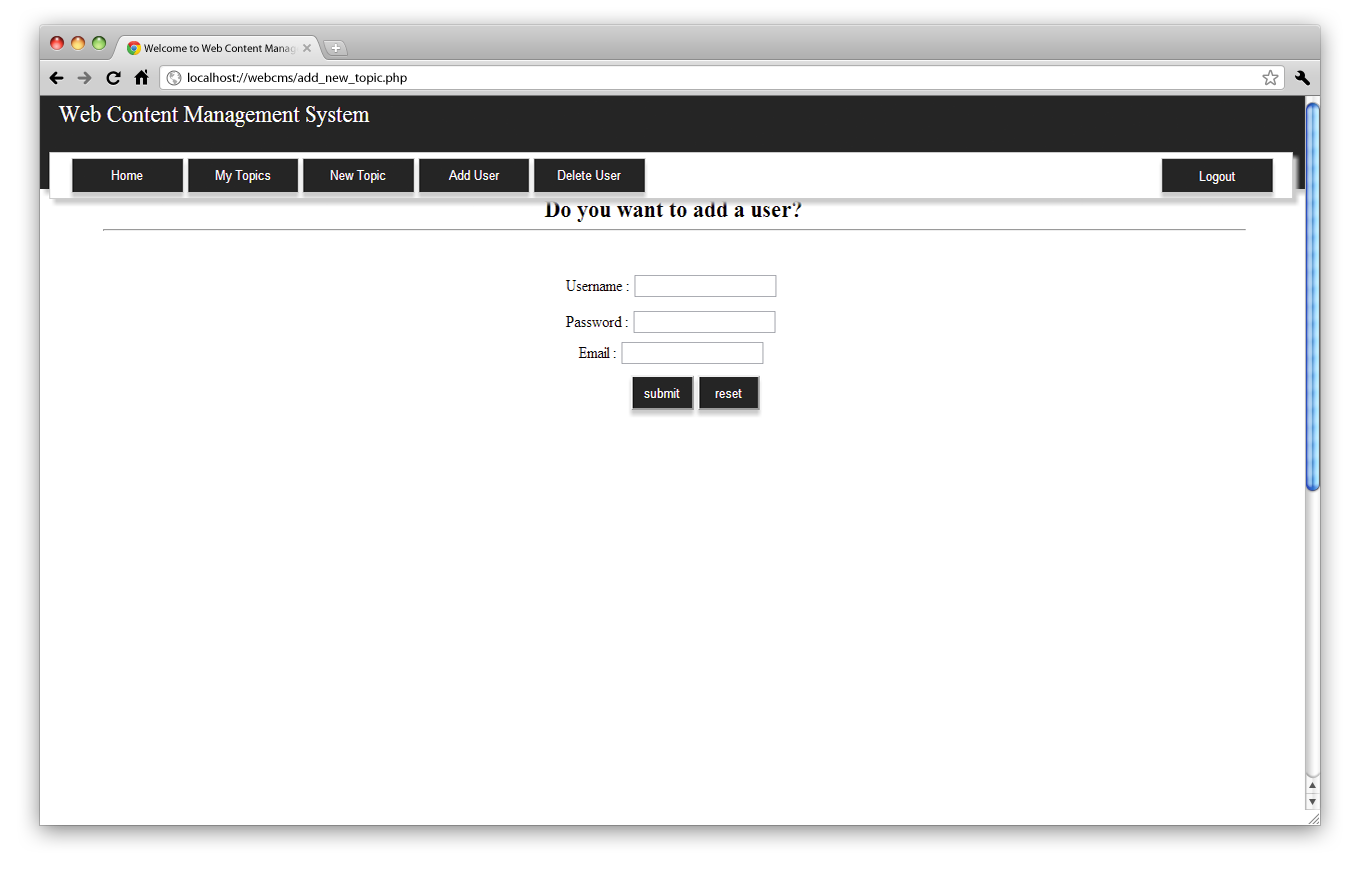 Welcome to Web Content Manag
localhost://webcms/add_new_topic.php
Web Content Management System
Home My Topics New Topic Add User Delete User Logout
Do you want to add a user?
Username :
Password :
Email :
submit reset